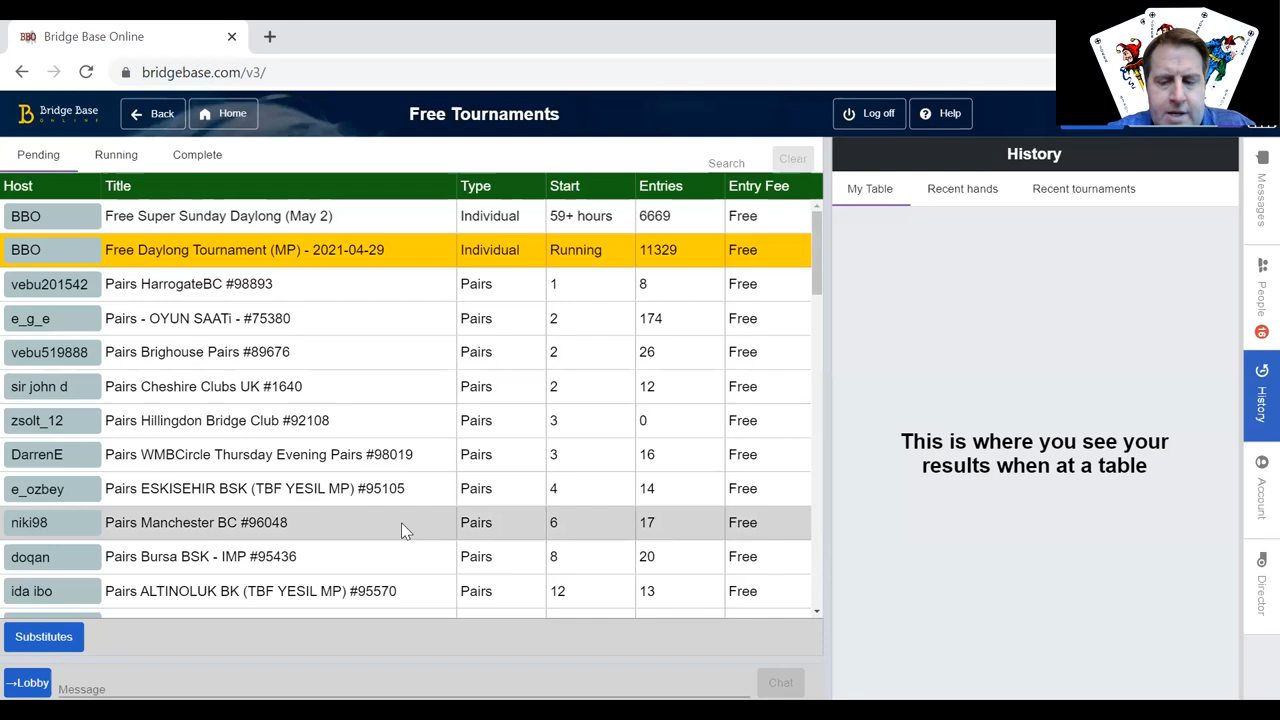 Bridge Base Online
bridgebase.com/v3/
Bridge Base
ONLINE
Back
Home
Free Tournaments
Log off
Help
Pending Running Complete
Search
Clear
Host Title Type Start Entries Entry Fee
BBO Free Super Sunday Daylong (May 2) Individual 59+ hours 6669 Free
BBO Free Daylong Tournament (MP) - 2021-04-29 Individual Running 11329 Free
vebu201542 Pairs HarrogateBC #98893 Pairs 1 8 Free
e_g_e Pairs - OYUN SAATi - #75380 Pairs 2 174 Free
vebu519888 Pairs Brighouse Pairs #89676 Pairs 2 26 Free
sir john d Pairs Cheshire Clubs UK #1640 Pairs 2 12 Free
zsolt_12 Pairs Hillingdon Bridge Club #92108 Pairs 3 0 Free
DarrenE Pairs WMBCircle Thursday Evening Pairs #98019 Pairs 3 16 Free
e_ozbey Pairs ESKISEHIR BSK (TBF YESIL MP) #95105 Pairs 4 14 Free
niki98 Pairs Manchester BC #96048 Pairs 6 17 Free
doqan Pairs Bursa BSK - IMP #95436 Pairs 8 20 Free
ida ibo Pairs ALTINOLUK BK (TBF YESIL MP) #95570 Pairs 12 13 Free
Substitutes
→Lobby
Message
Chat
History
My Table Recent hands Recent tournaments
This is where you see your
results when at a table
Messages
People
16
History
Account
Director